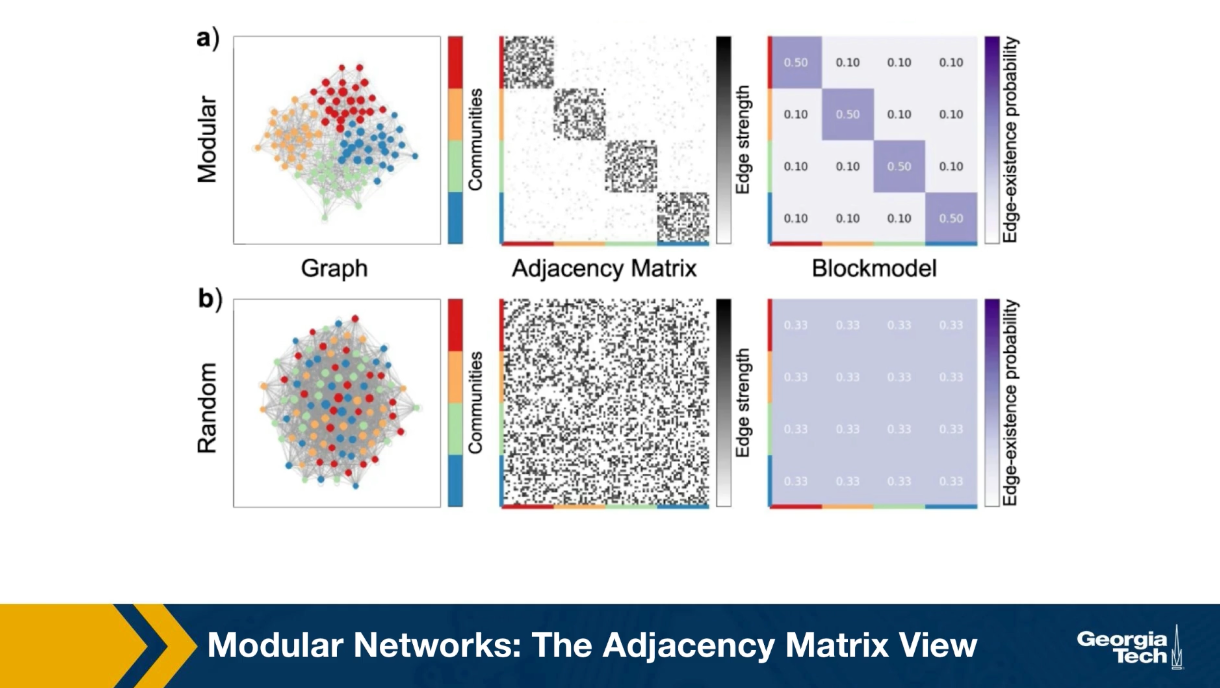 a)
Modular
Communities
Edge strength
0.50 0.10 0.10 0.10
0.10 0.50 0.10 0.10
0.10 0.10 0.50 0.10
0.10 0.10 0.10 0.50
Edge-existence probability
Graph
Adjacency Matrix
Blockmodel
b)
Random
Communities
Edge strength
0.33 0.33 0.33 0.33
0.33 0.33 0.33 0.33
0.33 0.33 0.33 0.33
0.33 0.33 0.33 0.33
Edge-existence probability
Modular Networks: The Adjacency Matrix View
Georgia
Tech